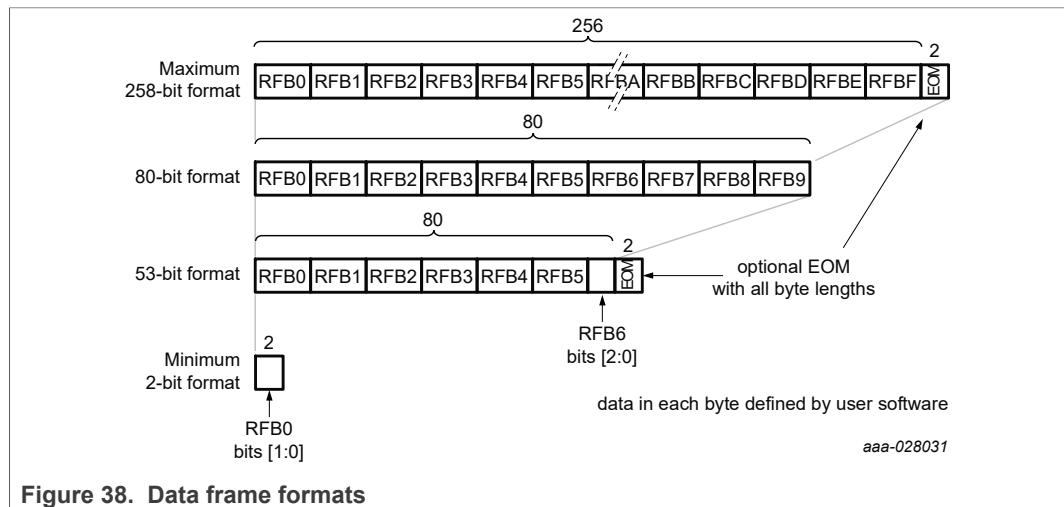 256
2
Maximum
258-bit format
RFB0 RFB1 RFB2 RFB3 RFB4 RFB5 RFBA RFBB RFBC RFBD RFBE RFBF EOM
80
80-bit format
RFB0 RFB1 RFB2 RFB3 RFB4 RFB5 RFB6 RFB7 RFB8 RFB9
80
2
53-bit format
RFB0 RFB1 RFB2 RFB3 RFB4 RFB5 EOM
optional EOM
with all byte lengths
RFB6
bits [2:0]
2
Minimum
2-bit format
RFB0
bits [1:0]
data in each byte defined by user software
aaa-028031
Figure 38. Data frame formats